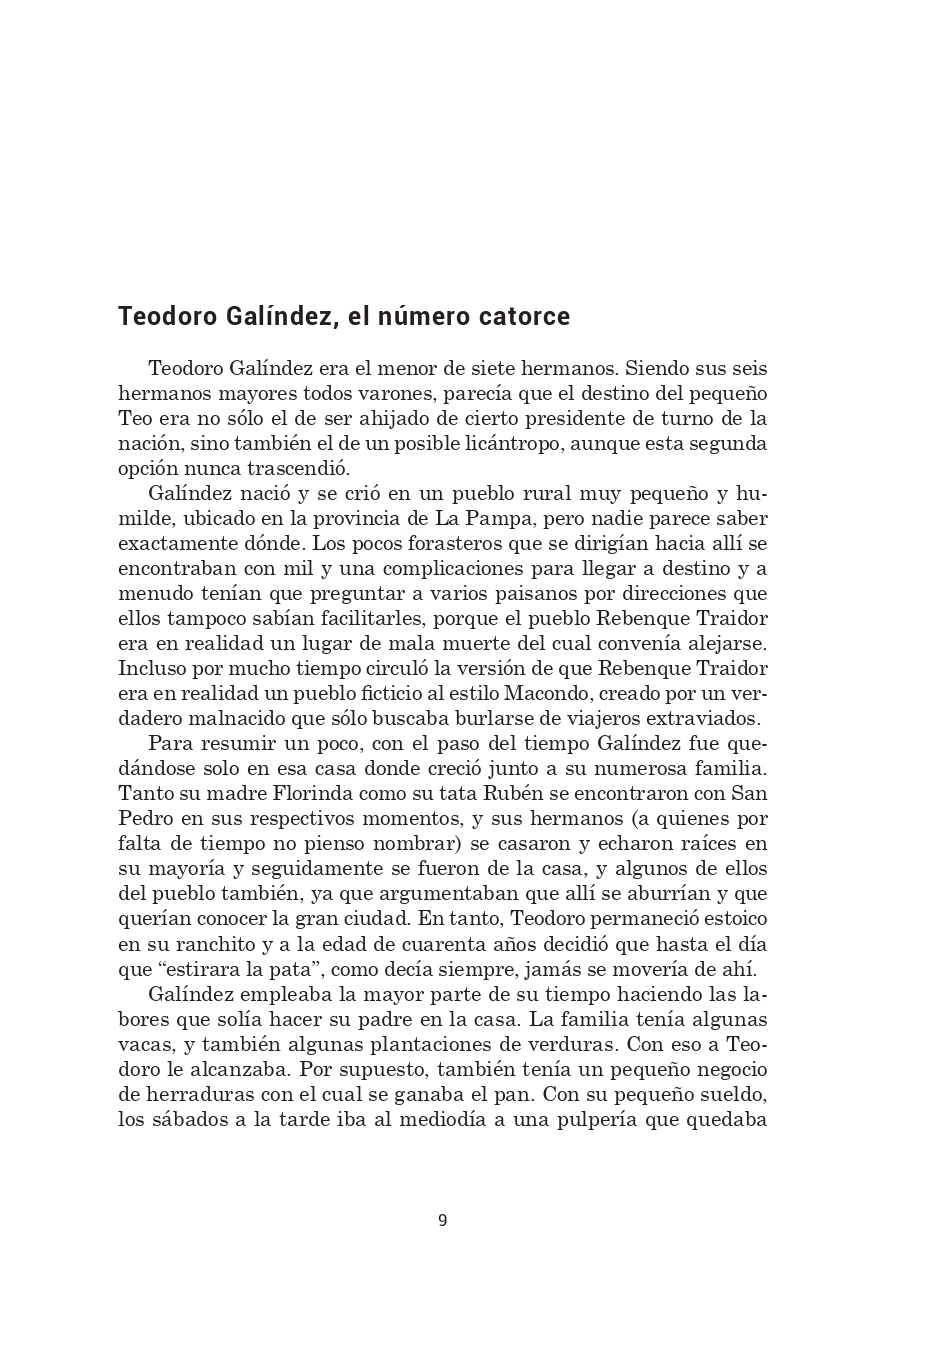 Teodoro Galíndez, el número catorce
Teodoro Galíndez era el menor de siete hermanos. Siendo sus seis
hermanos mayores todos varones, parecía que el destino del pequeño
Teo era no sólo el de ser ahijado de cierto presidente de turno de la
nación, sino también el de un posible licántropo, aunque esta segunda
opción nunca trascendió.
Galíndez nació y se crió en un pueblo rural muy pequeño y hu-
milde, ubicado en la provincia de La Pampa, pero nadie parece saber
exactamente dónde. Los pocos forasteros que se dirigían hacia allí se
encontraban con mil y una complicaciones para llegar a destino y a
menudo tenían que preguntar a varios paisanos por direcciones que
ellos tampoco sabían facilitarles, porque el pueblo Rebenque Traidor
era en realidad un lugar de mala muerte del cual convenía alejarse.
Incluso por mucho tiempo circuló la versión de que Rebenque Traidor
era en realidad un pueblo ficticio al estilo Macondo, creado por un ver-
dadero malnacido que sólo buscaba burlarse de viajeros extraviados.
Para resumir un poco, con el paso del tiempo Galíndez fue que-
dándose solo en esa casa donde creció junto a su numerosa familia.
Tanto su madre Florinda como su tata Rubén se encontraron con San
Pedro en sus respectivos momentos, y sus hermanos (a quienes por
falta de tiempo no pienso nombrar) se casaron y echaron raíces en
su mayoría y seguidamente se fueron de la casa, y algunos de ellos
del pueblo también, ya que argumentaban que allí se aburrían y que
querían conocer la gran ciudad. En tanto, Teodoro permaneció estoico
en su ranchito y a la edad de cuarenta años decidió que hasta el día
que “estirara la pata”, como decía siempre, jamás se movería de ahí.
Galíndez empleaba la mayor parte de su tiempo haciendo las la-
bores que solía hacer su padre en la casa. La familia tenía algunas
vacas, y también algunas plantaciones de verduras. Con eso a Teo-
doro le alcanzaba. Por supuesto, también tenía un pequeño negocio
de herraduras con el cual se ganaba el pan. Con su pequeño sueldo,
los sábados a la tarde iba al mediodía a una pulpería que quedaba
9